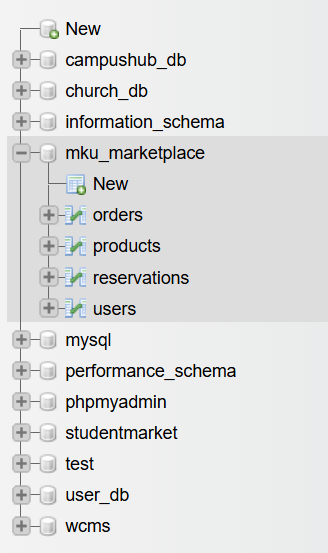 New
campushub_db
church_db
information_schema
mku_marketplace
New
orders
products
reservations
users
mysql
performance_schema
phpmyadmin
studentmarket
test
user_db
wcms